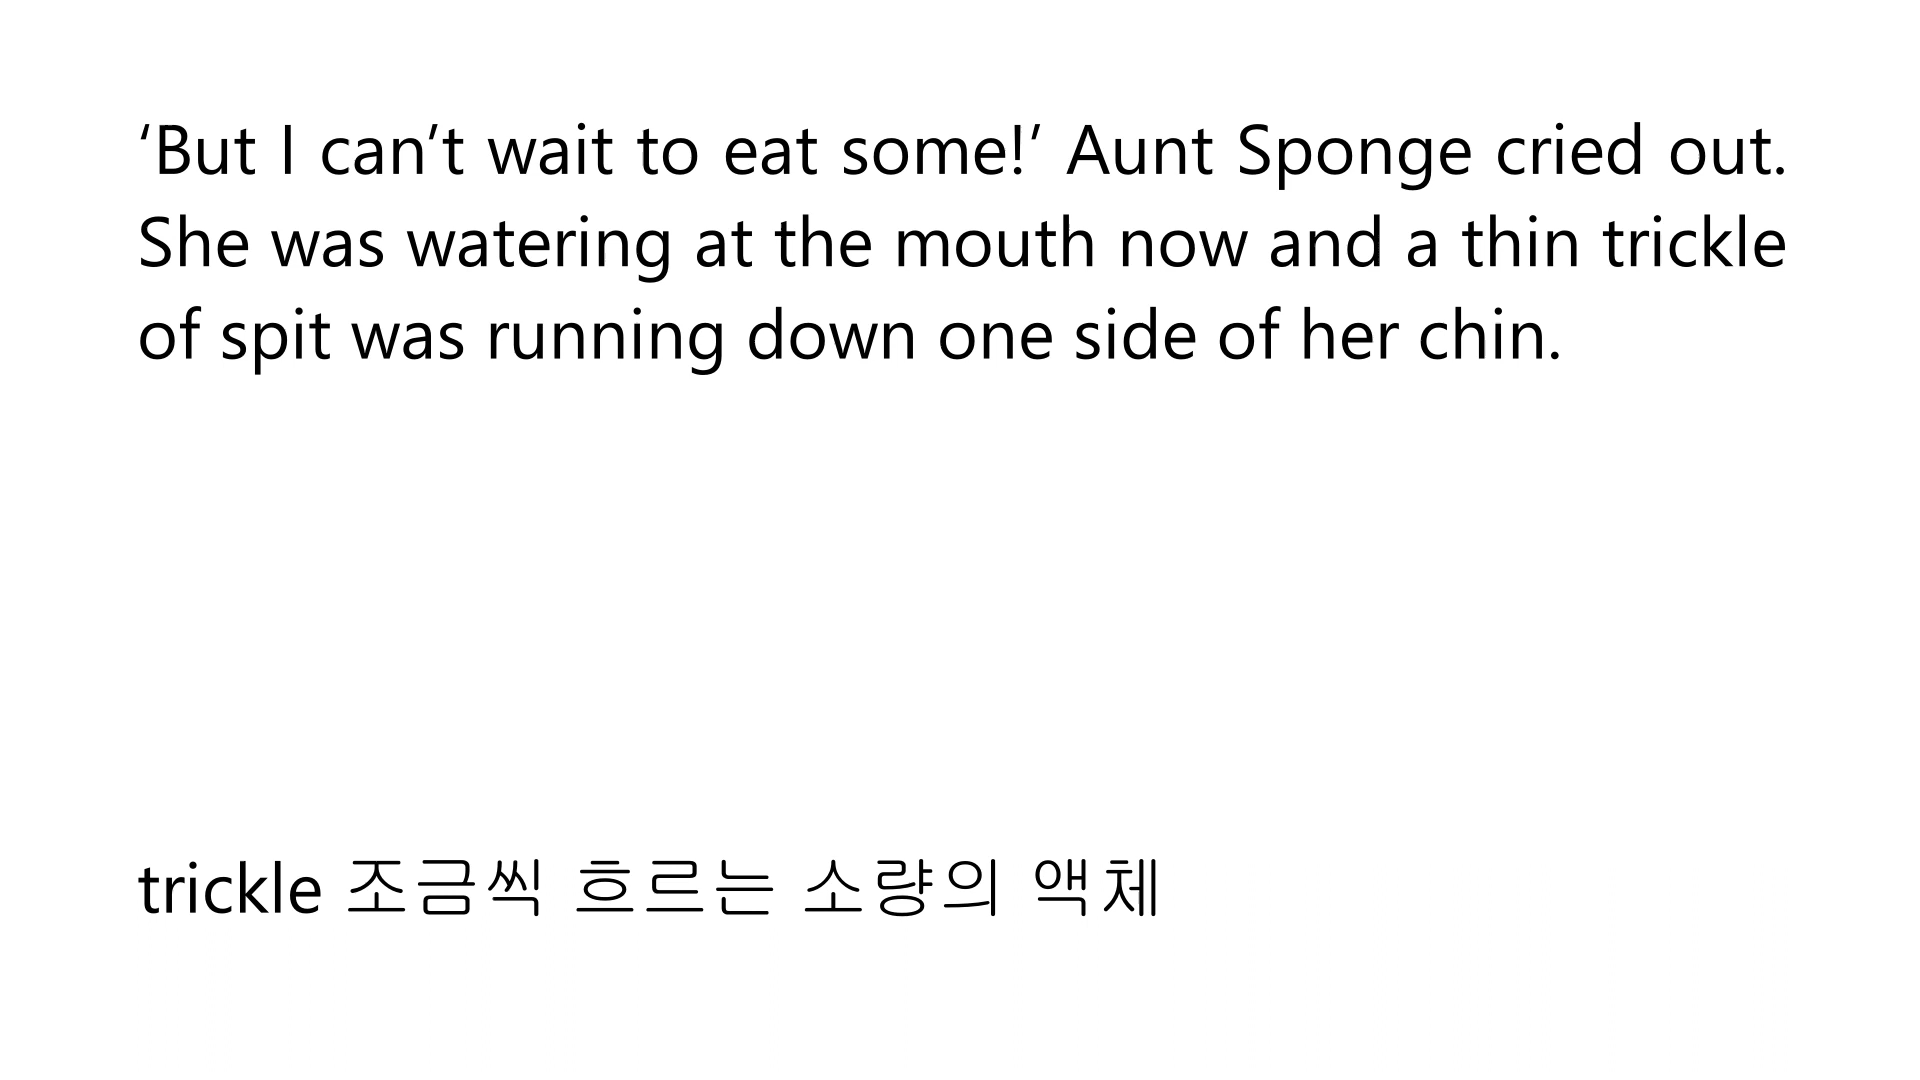 ‘But I can’t wait to eat some!’ Aunt Sponge cried out.
She was watering at the mouth now and a thin trickle
of spit was running down one side of her chin.
trickle 조금씩 흐르는 소량의 액체